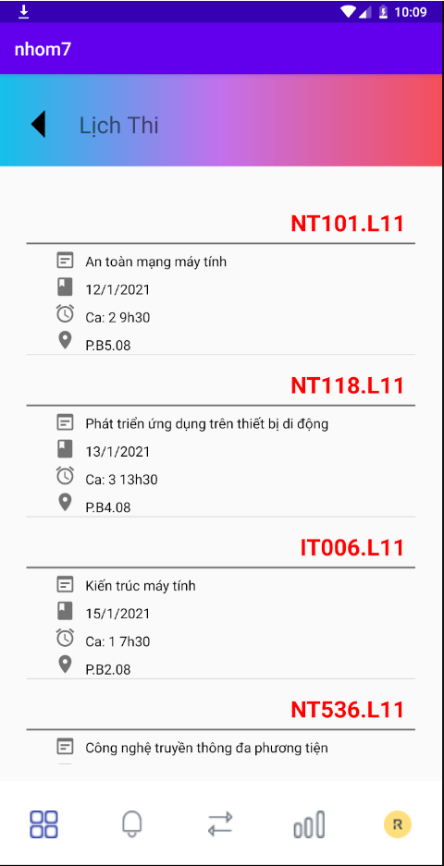 10:09
nhom7
Lịch Thi
NT101.L11
An toàn mạng máy tính
12/1/2021
Ca: 2 9h30
P.B5.08
NT118.L11
Phát triển ứng dụng trên thiết bị di động
13/1/2021
Ca: 3 13h30
P.B4.08
IT006.L11
Kiến trúc máy tính
15/1/2021
Ca: 1 7h30
P.B2.08
NT536.L11
Công nghệ truyền thông đa phương tiện
R